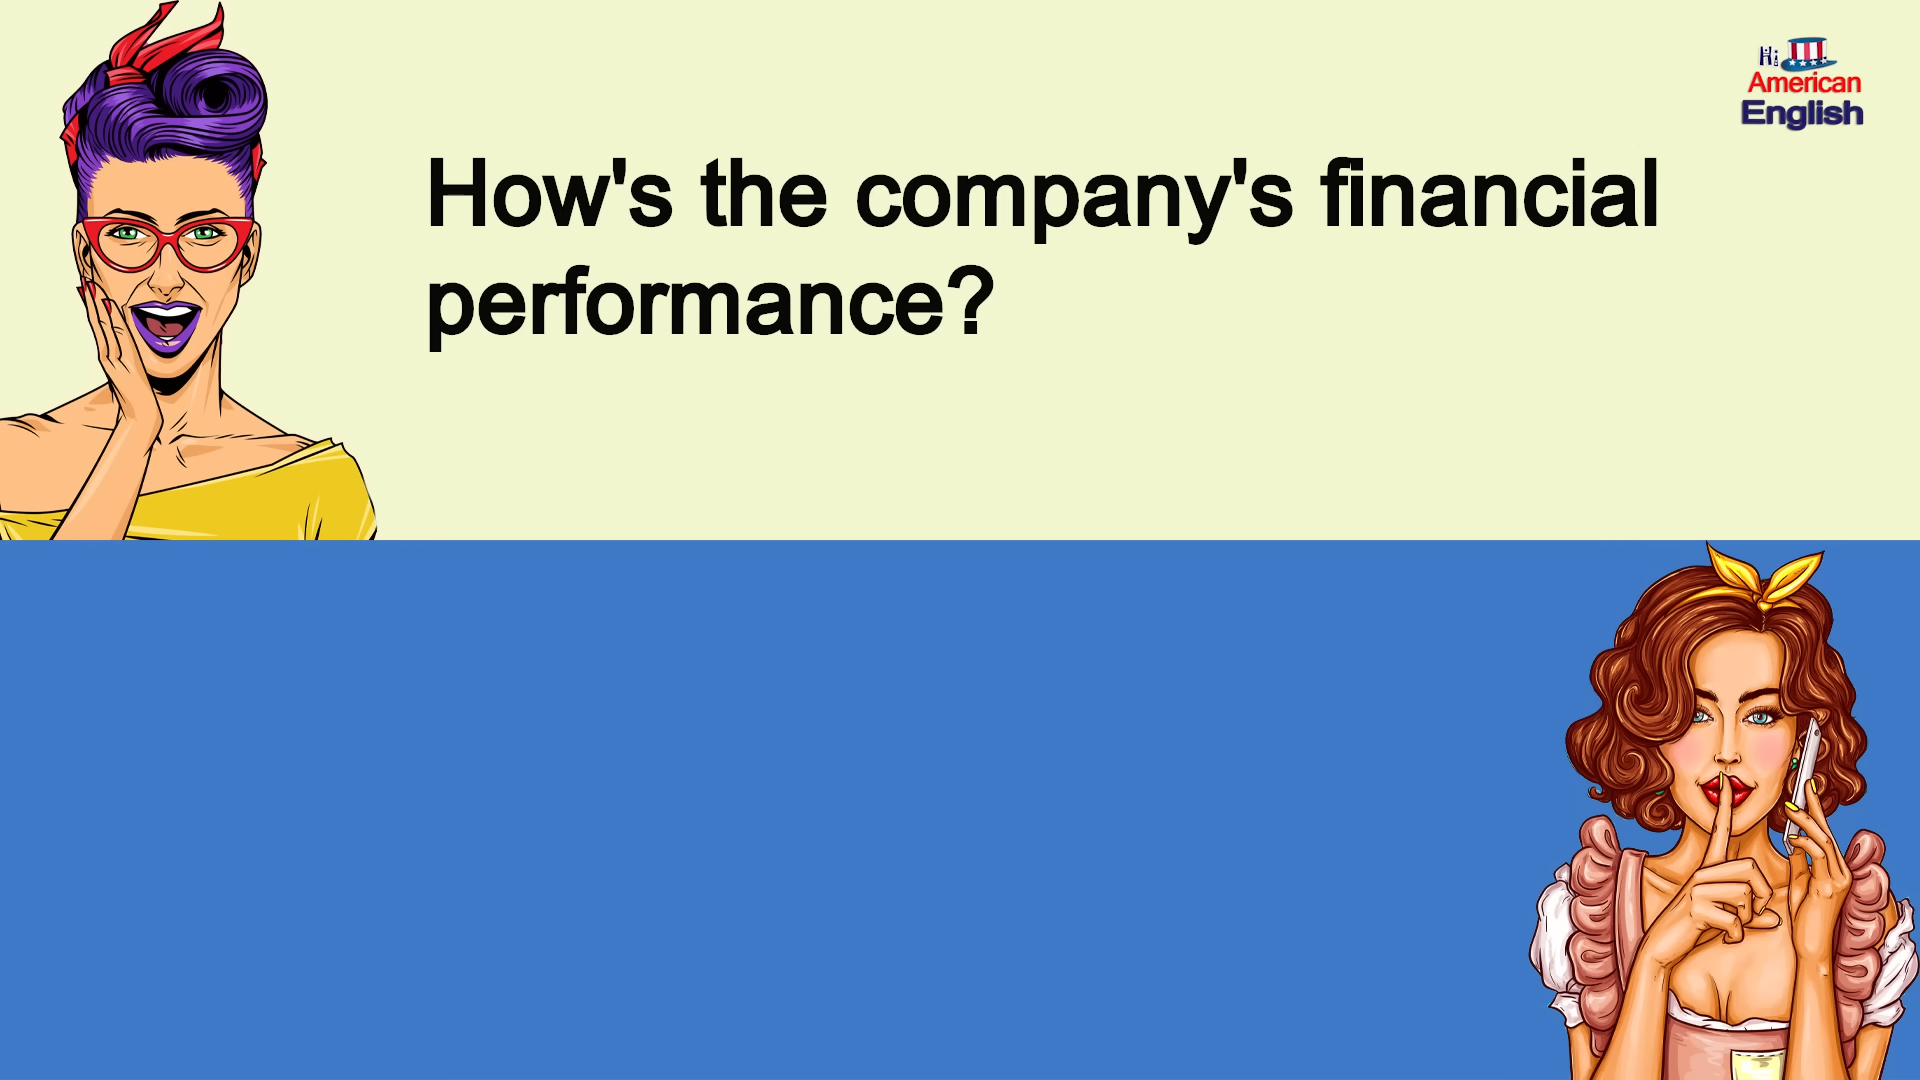 Hi
American
English
How's the company's financial
performance?